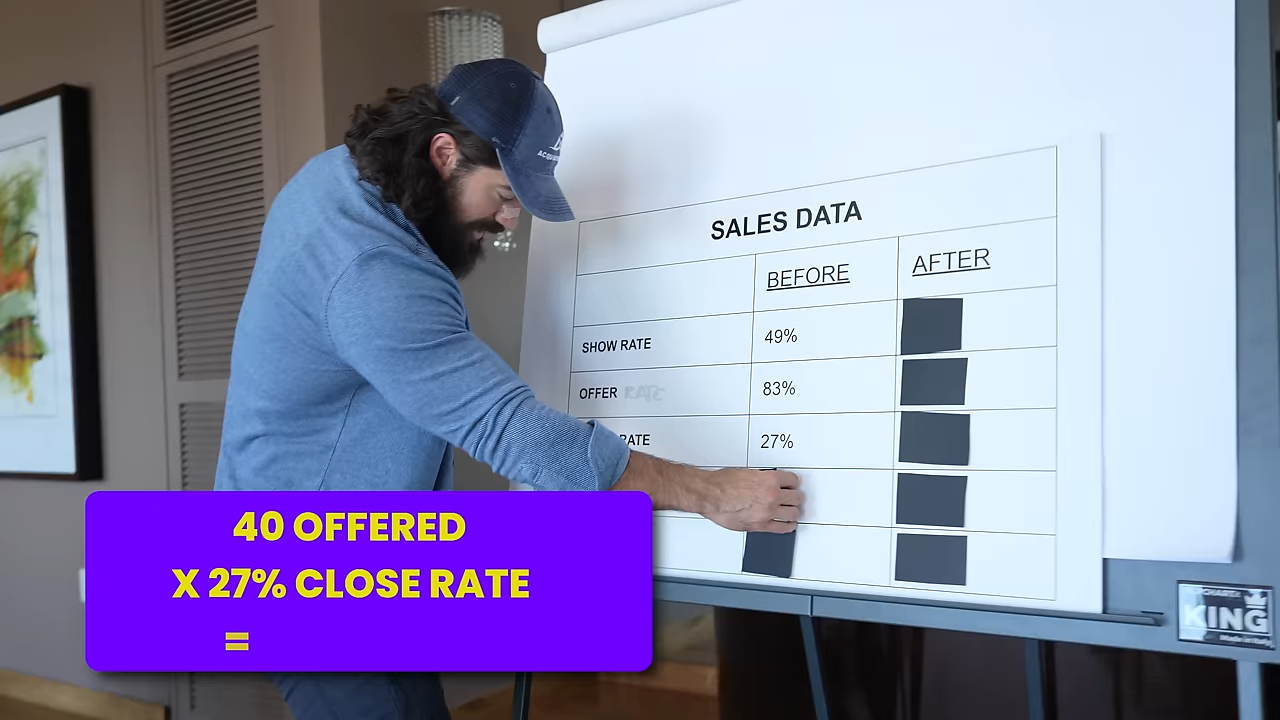 SALES DATA
BEFORE
AFTER
SHOW RATE
49%
OFFER RATE
83%
RATE
27%
40 OFFERED
X 27% CLOSE RATE
=
KING